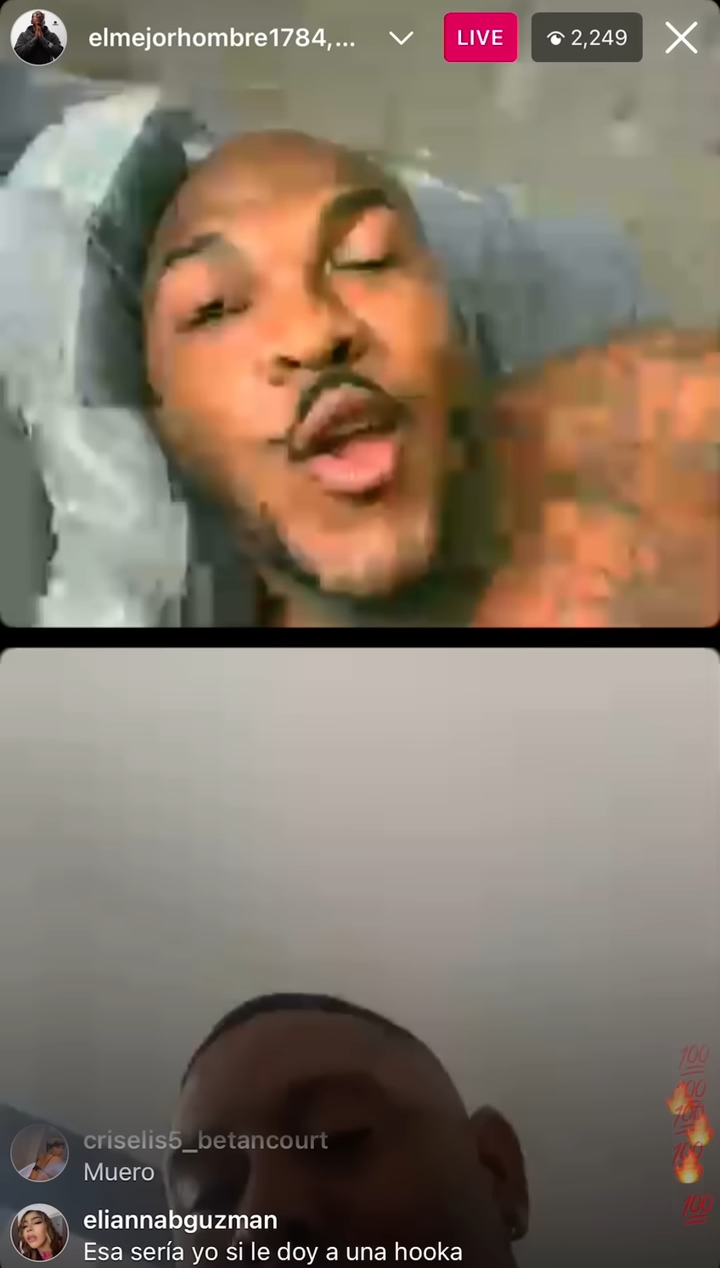 elmejorhombre1784,...
LIVE
2,249
criselis5_betancourt
Muero
eliannabguzman
Esa sería yo si le doy a una hooka
💯
💯🔥
💯🔥
💯🔥
💯